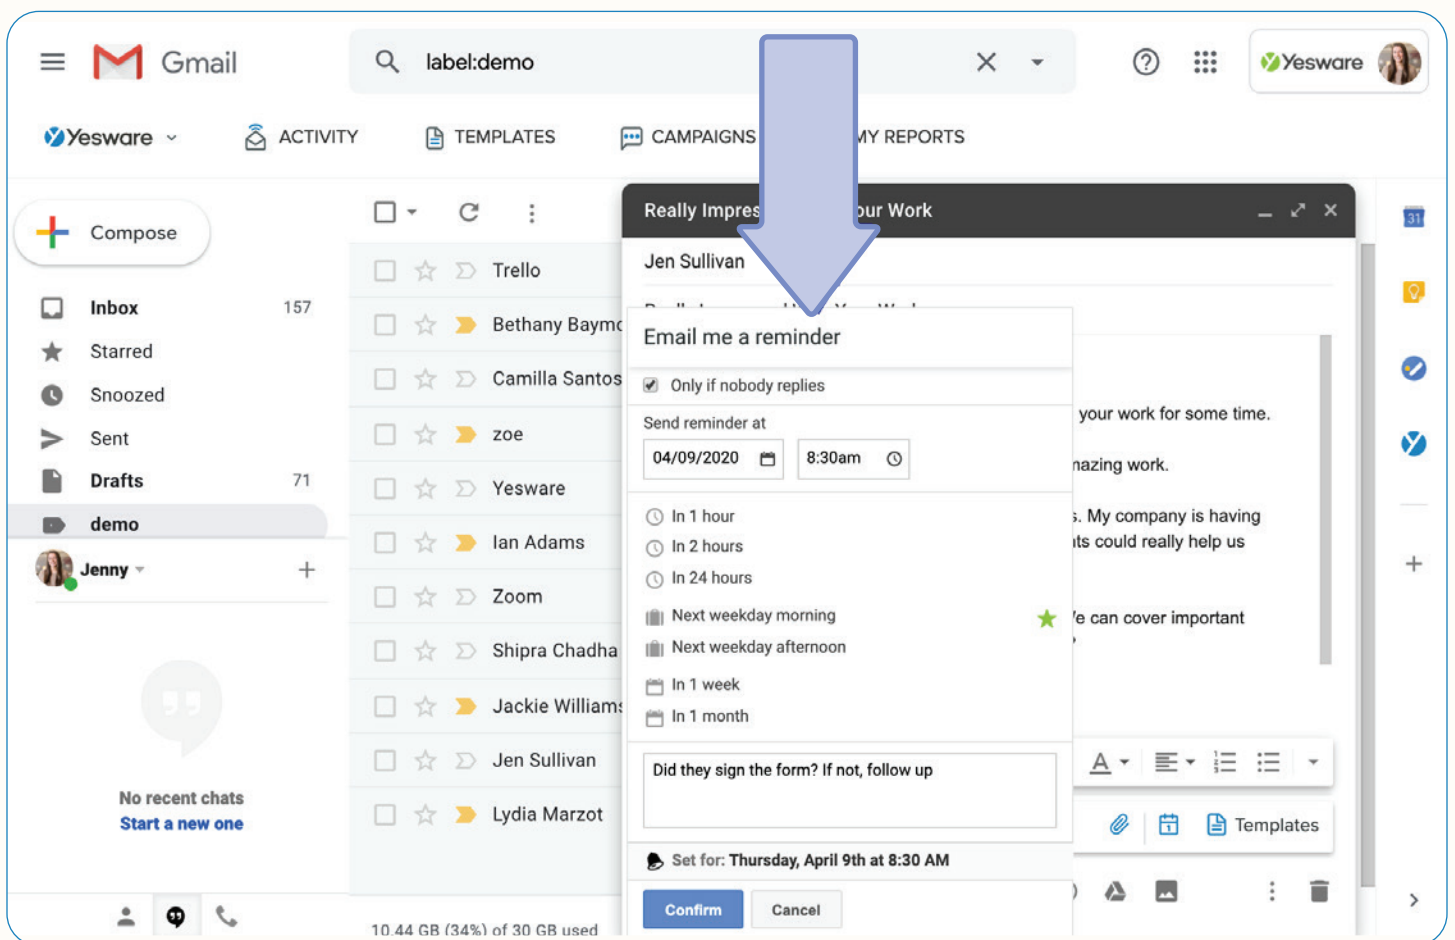 Gmail
label:demo
Yesware
Yesware
ACTIVITY
TEMPLATES
CAMPAIGNS
MY REPORTS
Compose
Inbox 157
Starred
Snoozed
Sent
Drafts 71
demo
Jenny
No recent chats
Start a new one
Trello
Bethany Baymo
Camilla Santos
zoe
Yesware
Ian Adams
Zoom
Shipra Chadha
Jackie Williams
Jen Sullivan
Lydia Marzot
10.44 GB (34%) of 30 GB used
Really Impres our Work
Jen Sullivan
Email me a reminder
Only if nobody replies
Send reminder at
04/09/2020 8:30am
In 1 hour
In 2 hours
In 24 hours
Next weekday morning
Next weekday afternoon
In 1 week
In 1 month
Did they sign the form? If not, follow up
Set for: Thursday, April 9th at 8:30 AM
Confirm Cancel
your work for some time.
nazing work.
s. My company is having
its could really help us
'e can cover important
Templates
31
1